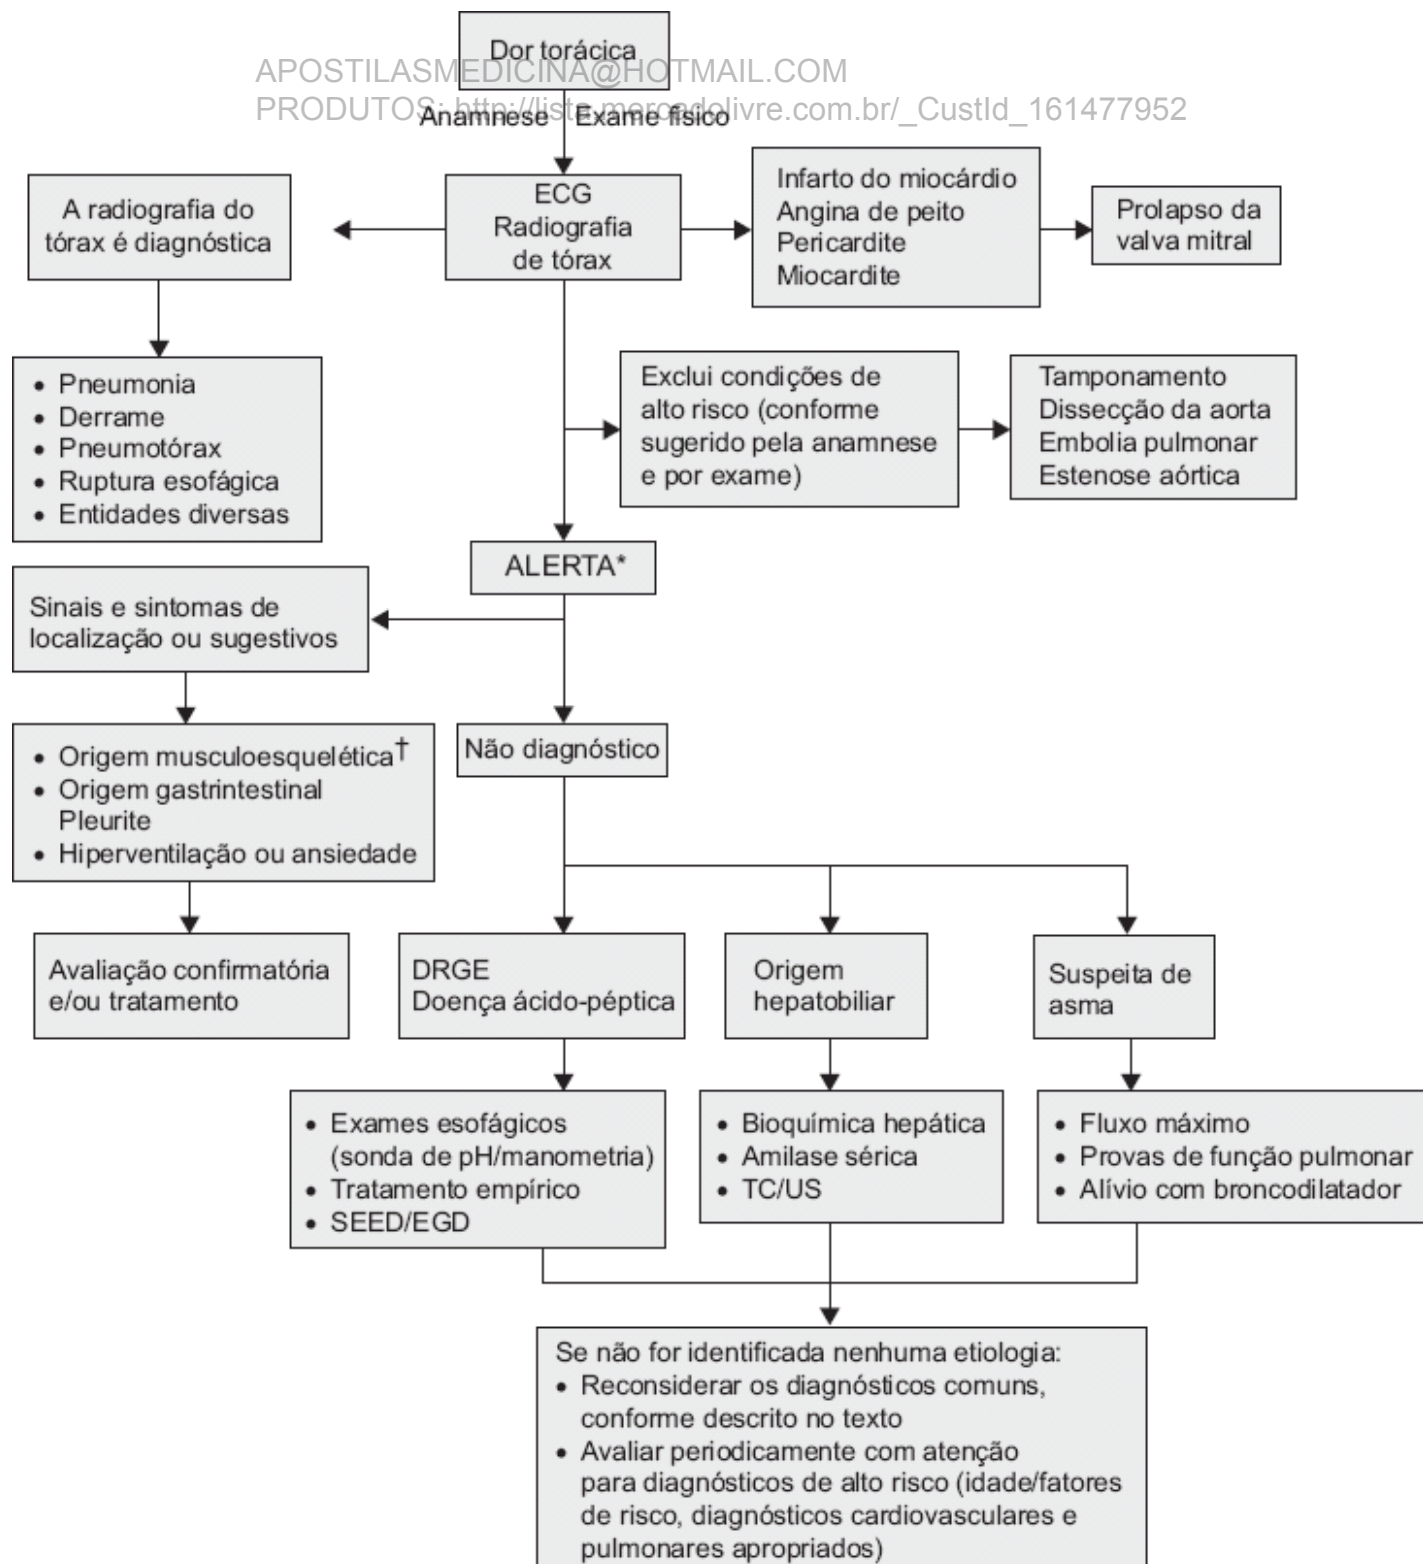 Dor torácica
APOSTILASMEDICINA@HOTMAIL.COM
PRODUTOS: http://lista.mercadolivre.com.br/_CustId_161477952
Anamnese
Exame físico
ECG
Radiografia
de tórax
A radiografia do
tórax é diagnóstica
Infarto do miocárdio
Angina de peito
Pericardite
Miocardite
Prolapso da
valva mitral
• Pneumonia
• Derrame
• Pneumotórax
• Ruptura esofágica
• Entidades diversas
Exclui condições de
alto risco (conforme
sugerido pela anamnese
e por exame)
Tamponamento
Dissecção da aorta
Embolia pulmonar
Estenose aórtica
ALERTA*
Sinais e sintomas de
localização ou sugestivos
• Origem musculoesquelética†
• Origem gastrintestinal
Pleurite
• Hiperventilação ou ansiedade
Não diagnóstico
Avaliação confirmatória
e/ou tratamento
DRGE
Doença ácido-péptica
Origem
hepatobiliar
Suspeita de
asma
• Exames esofágicos
(sonda de pH/manometria)
• Tratamento empírico
• SEED/EGD
• Bioquímica hepática
• Amilase sérica
• TC/US
• Fluxo máximo
• Provas de função pulmonar
• Alívio com broncodilatador
Se não for identificada nenhuma etiologia:
• Reconsiderar os diagnósticos comuns,
conforme descrito no texto
• Avaliar periodicamente com atenção
para diagnósticos de alto risco (idade/fatores
de risco, diagnósticos cardiovasculares e
pulmonares apropriados)